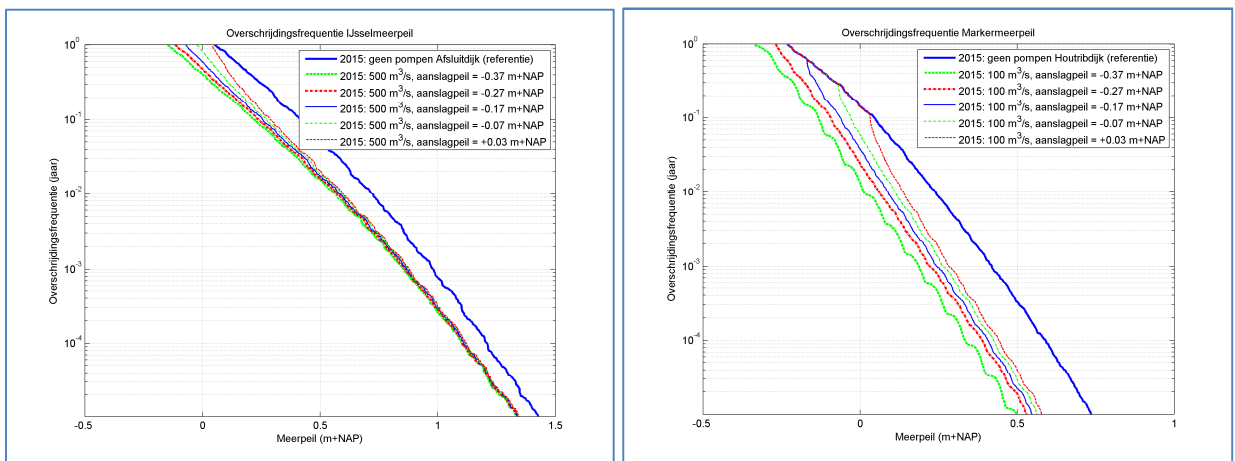 Overschrijdingsfrequentie IJsselmeerpeil
2015: geen pompen Afsluitdijk (referentie)
2015: 500 m³/s, aanslagpeil = -0.37 m+NAP
2015: 500 m³/s, aanslagpeil = -0.27 m+NAP
2015: 500 m³/s, aanslagpeil = -0.17 m+NAP
2015: 500 m³/s, aanslagpeil = -0.07 m+NAP
2015: 500 m³/s, aanslagpeil = +0.03 m+NAP
Overschrijdingsfrequentie (jaar)
10⁰
10⁻¹
10⁻²
10⁻³
10⁻⁴
-0.5
0
0.5
1
1.5
Meerpeil (m+NAP)
Overschrijdingsfrequentie Markermeerpeil
2015: geen pompen Houtribdijk (referentie)
2015: 100 m³/s, aanslagpeil = -0.37 m+NAP
2015: 100 m³/s, aanslagpeil = -0.27 m+NAP
2015: 100 m³/s, aanslagpeil = -0.17 m+NAP
2015: 100 m³/s, aanslagpeil = -0.07 m+NAP
2015: 100 m³/s, aanslagpeil = +0.03 m+NAP
Overschrijdingsfrequentie (jaar)
10⁰
10⁻¹
10⁻²
10⁻³
10⁻⁴
-0.5
0
0.5
1
Meerpeil (m+NAP)